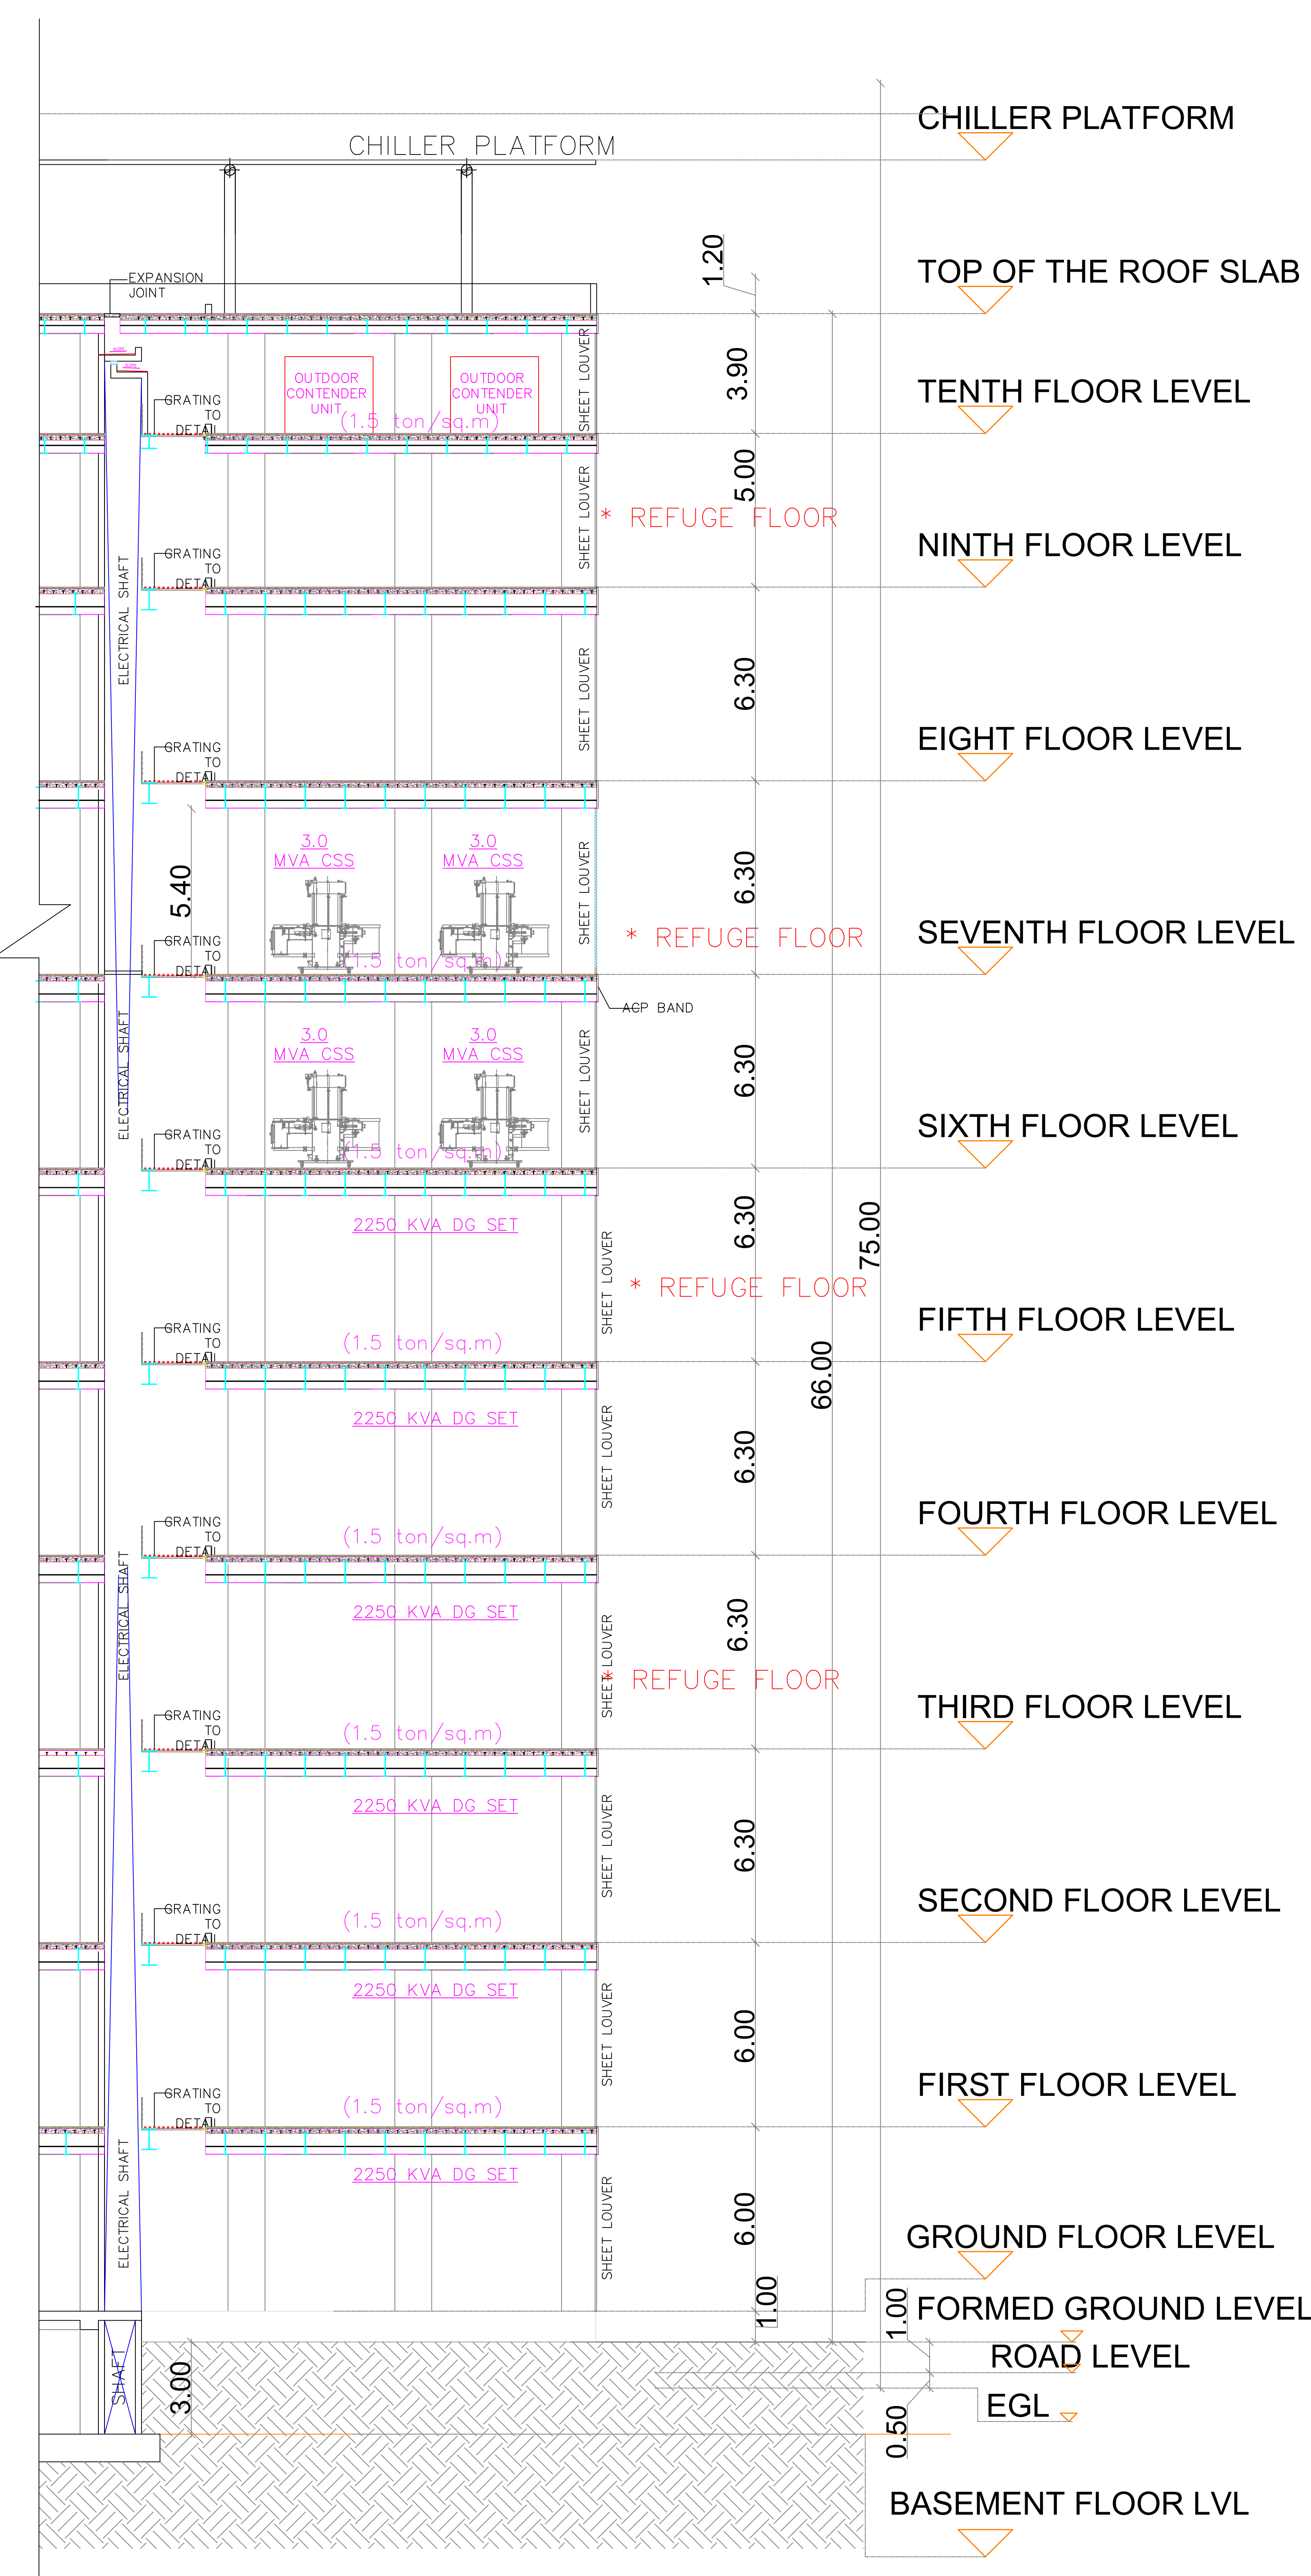 CHILLER PLATFORM
CHILLER PLATFORM
1.20
TOP OF THE ROOF SLAB
EXPANSION
JOINT
SLOPE
SLOPE
SHEET LOUVER
3.90
OUTDOOR
CONTENDER
UNIT
OUTDOOR
CONTENDER
UNIT
(1.5 ton/sq.m)
GRATING
TO
DETAIL
TENTH FLOOR LEVEL
5.00
SHEET LOUVER
* REFUGE FLOOR
NINTH FLOOR LEVEL
GRATING
TO
DETAIL
ELECTRICAL SHAFT
SHEET LOUVER
6.30
EIGHT FLOOR LEVEL
GRATING
TO
DETAIL
3.0
MVA CSS
3.0
MVA CSS
5.40
SHEET LOUVER
6.30
* REFUGE FLOOR
SEVENTH FLOOR LEVEL
GRATING
TO
DETAIL
(1.5 ton/sq.m)
ACP BAND
ELECTRICAL SHAFT
3.0
MVA CSS
3.0
MVA CSS
SHEET LOUVER
6.30
SIXTH FLOOR LEVEL
GRATING
TO
DETAIL
(1.5 ton/sq.m)
2250 KVA DG SET
6.30
75.00
SHEET LOUVER
* REFUGE FLOOR
FIFTH FLOOR LEVEL
GRATING
TO
DETAIL
(1.5 ton/sq.m)
66.00
2250 KVA DG SET
SHEET LOUVER
6.30
FOURTH FLOOR LEVEL
GRATING
TO
DETAIL
(1.5 ton/sq.m)
ELECTRICAL SHAFT
2250 KVA DG SET
6.30
SHEET LOUVER
* REFUGE FLOOR
THIRD FLOOR LEVEL
GRATING
TO
DETAIL
(1.5 ton/sq.m)
2250 KVA DG SET
SHEET LOUVER
6.30
SECOND FLOOR LEVEL
GRATING
TO
DETAIL
(1.5 ton/sq.m)
2250 KVA DG SET
SHEET LOUVER
6.00
FIRST FLOOR LEVEL
GRATING
TO
DETAIL
(1.5 ton/sq.m)
2250 KVA DG SET
ELECTRICAL SHAFT
SHEET LOUVER
6.00
GROUND FLOOR LEVEL
1.00
1.00
FORMED GROUND LEVEL
ROAD LEVEL
SHAFT
3.00
EGL
0.50
BASEMENT FLOOR LVL